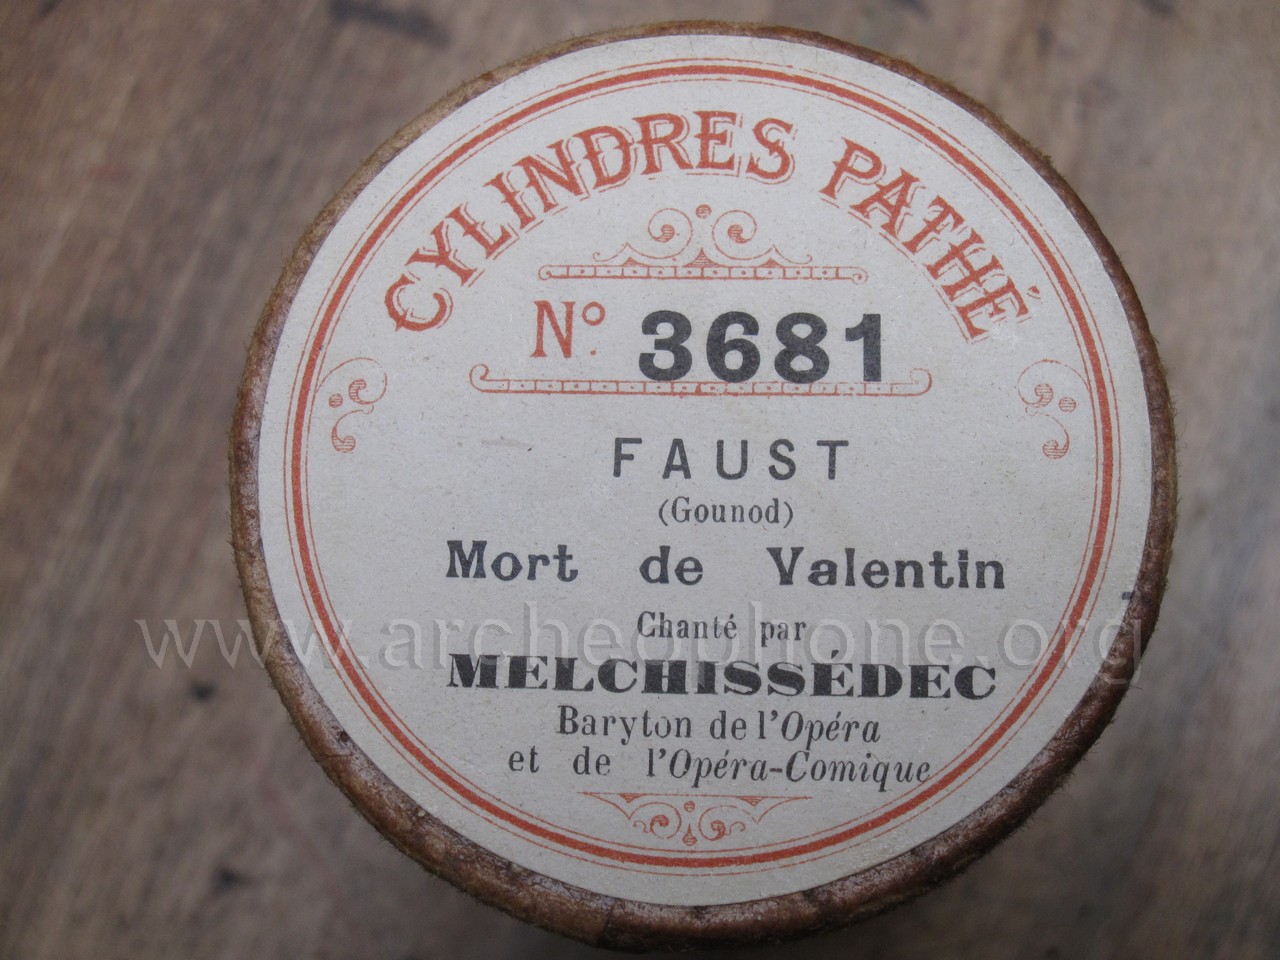 CYLINDRES PATHÉ
Nº. 3681
FAUST
(Gounod)
Mort de Valentin
Chanté par
www.archeophone.org
MELCHISSÉDEC
Baryton de l'Opéra
et de l'Opéra-Comique